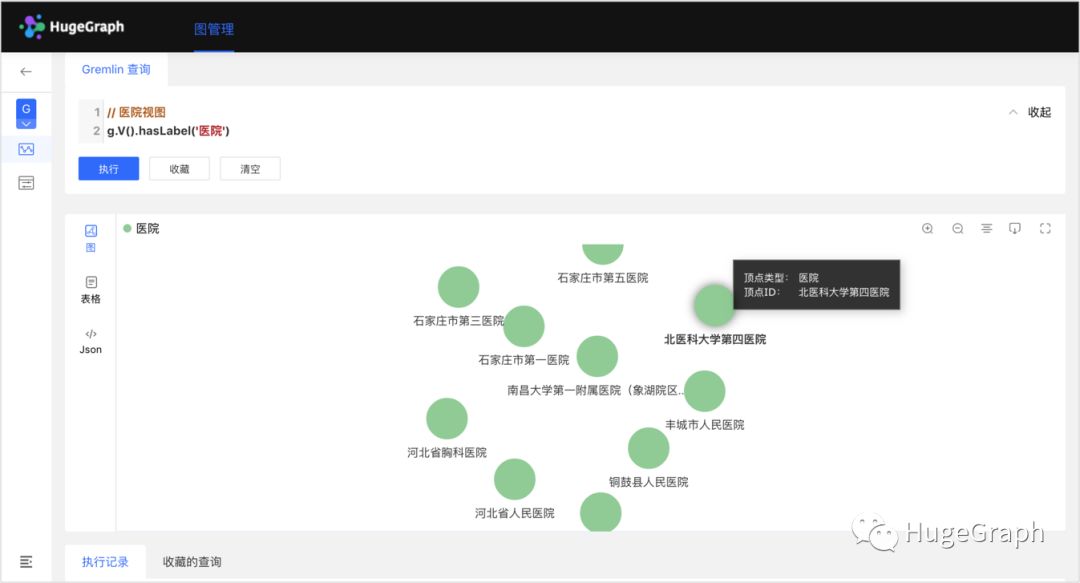 HugeGraph
图管理
Gremlin 查询
1 // 医院视图
2 g.V().hasLabel('医院')
收起
执行 收藏 清空
图
表格
Json
医院
石家庄市第五医院
顶点类型： 医院
顶点ID： 北医科大学第四医院
石家庄市第三医院
北医科大学第四医院
石家庄市第一医院
南昌大学第一附属医院（象湖院区..
丰城市人民医院
河北省胸科医院
铜鼓县人民医院
河北省人民医院
HugeGraph
执行记录 收藏的查询
G